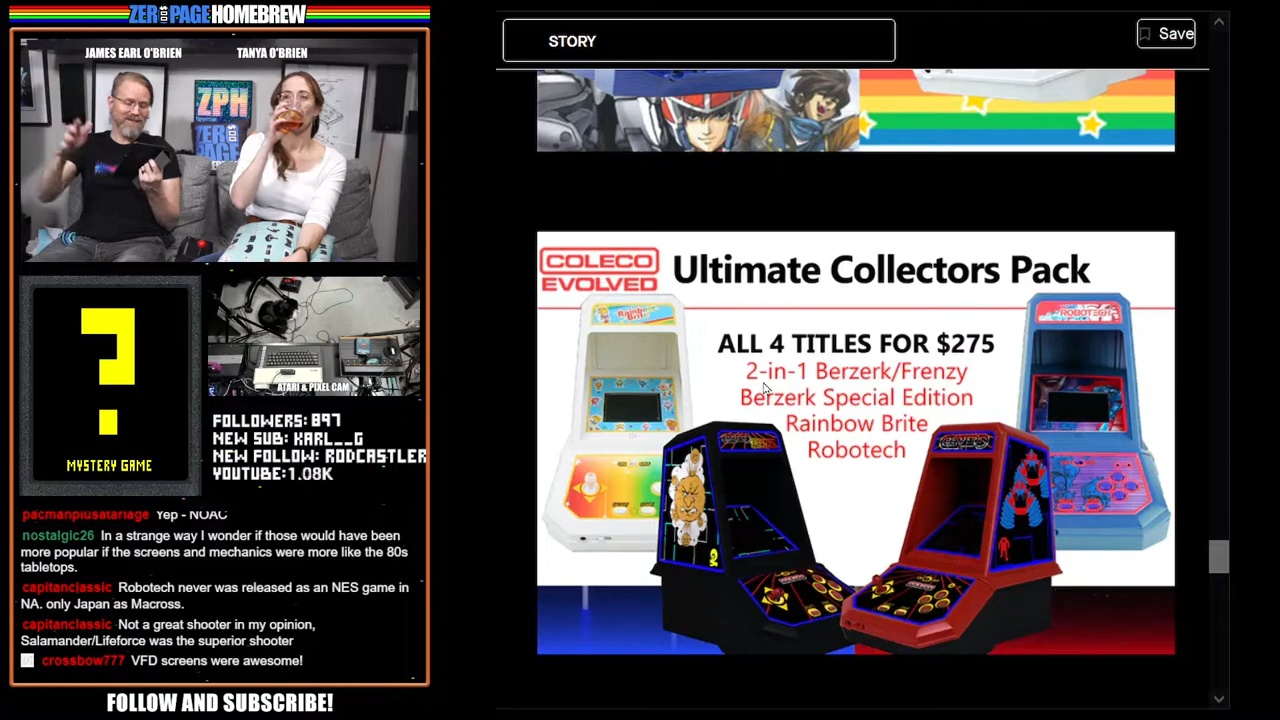 ZEROPAGE HOMEBREW
JAMES EARL O'BRIEN
TANYA O'BRIEN
ZPH
ZERO
PAGE
ATARI & PIXEL CAM
MYSTERY GAME
FOLLOWERS: 897
NEW SUB: KARL__G
NEW FOLLOW: RODCASTLER
YOUTUBE: 1.08K
pacmanplusatariage Yep - NOAC
nostalgic26 In a strange way I wonder if those would have been
more popular if the screens and mechanics were more like the 80s
tabletops.
capitanclassic Robotech never was released as an NES game in
NA. only Japan as Macross.
capitanclassic Not a great shooter in my opinion,
Salamander/Lifeforce was the superior shooter
crossbow777 VFD screens were awesome!
FOLLOW AND SUBSCRIBE!
STORY
Save
COLECO
EVOLVED
Ultimate Collectors Pack
ALL 4 TITLES FOR $275
2-in-1 Berzerk/Frenzy
Berzerk Special Edition
Rainbow Brite
Robotech
Rainbow
Brite
ROBOTECH